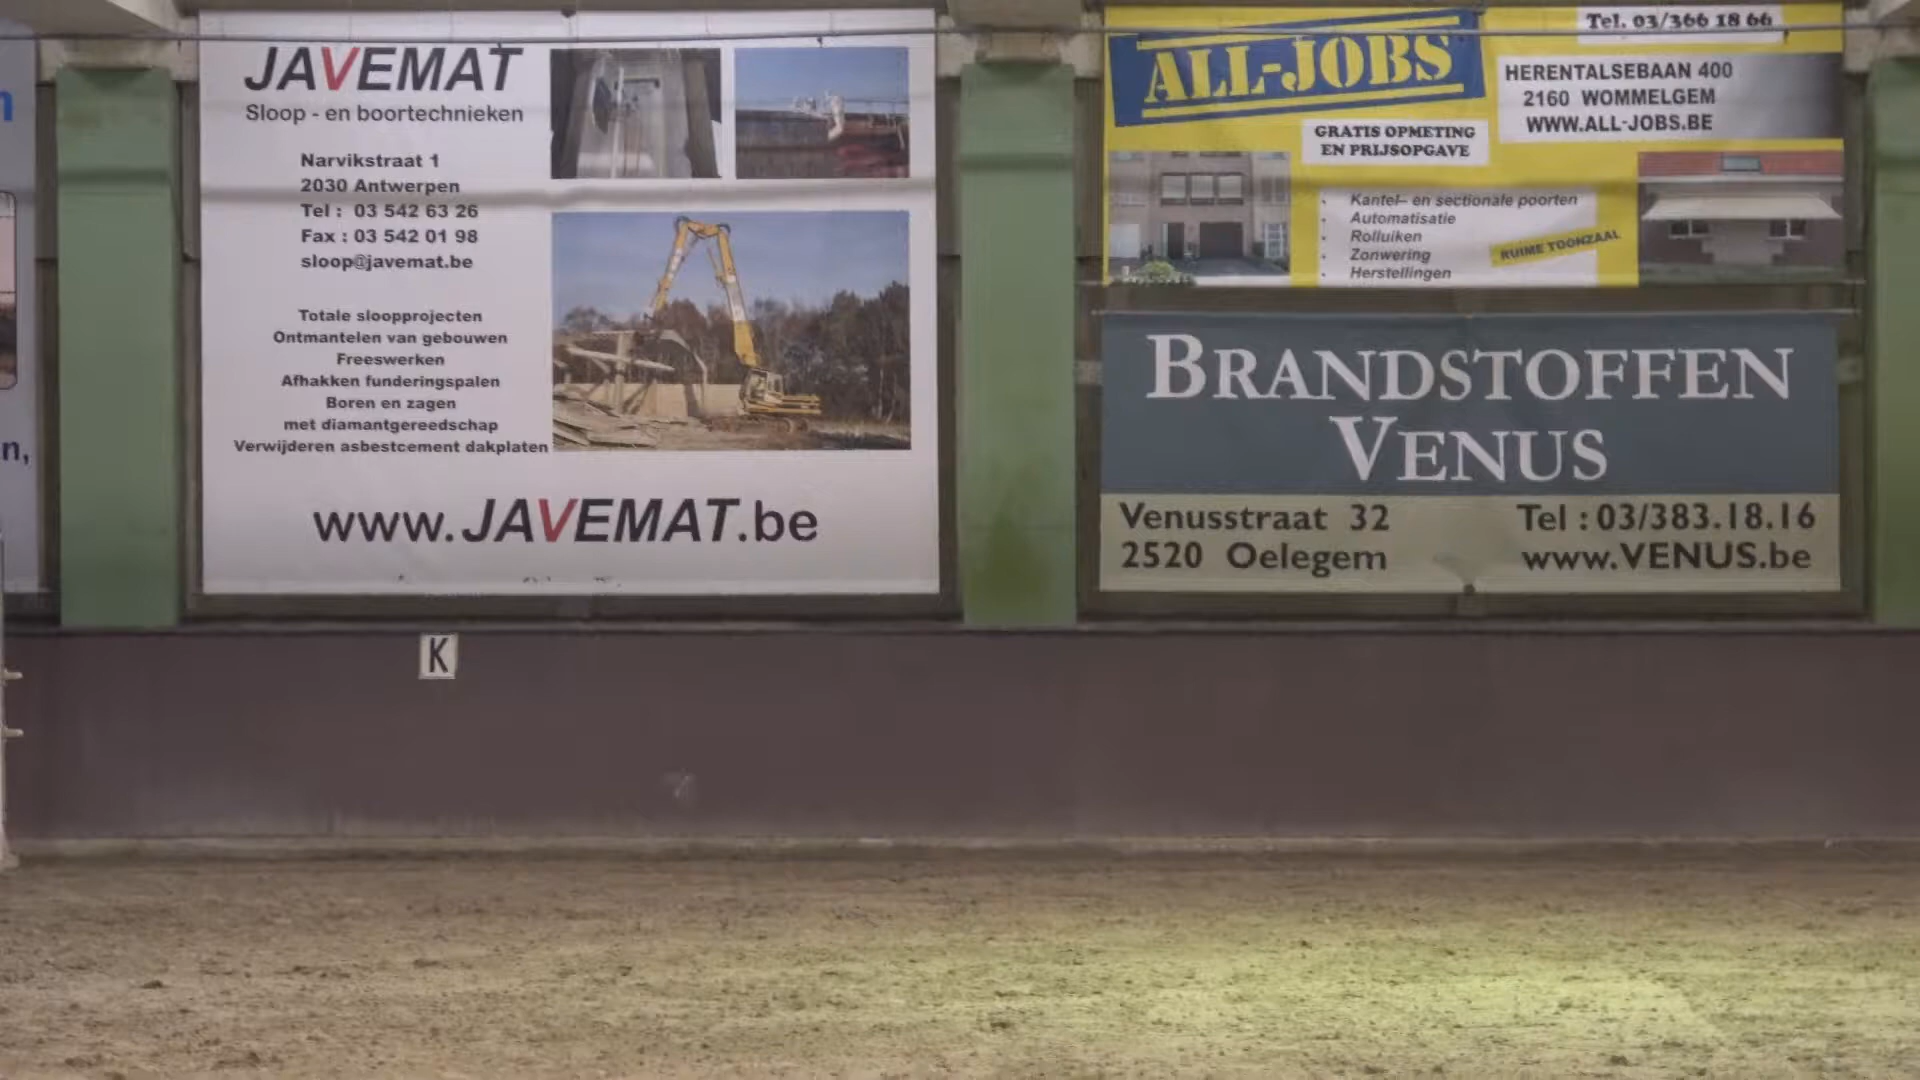 JAVEMAT
Sloop - en boortechnieken
Narvikstraat 1
2030 Antwerpen
Tel : 03 542 63 26
Fax : 03 542 01 98
sloop@javemat.be
Totale sloopprojecten
Ontmantelen van gebouwen
Freeswerken
Afhakken funderingspalen
Boren en zagen
met diamantgereedschap
Verwijderen asbestcement dakplaten
www.JAVEMAT.be
K
Tel. 03/366 18 66
ALL-JOBS
HERENTALSEBAAN 400
2160 WOMMELGEM
WWW.ALL-JOBS.BE
GRATIS OPMETING
EN PRIJSOPGAVE
Kantel- en sectionale poorten
Automatisatie
Rolluiken
Zonwering
Herstellingen
RUIME TOONZAAL
BRANDSTOFFEN
VENUS
Venusstraat 32
2520 Oelegem
Tel : 03/383.18.16
www.VENUS.be